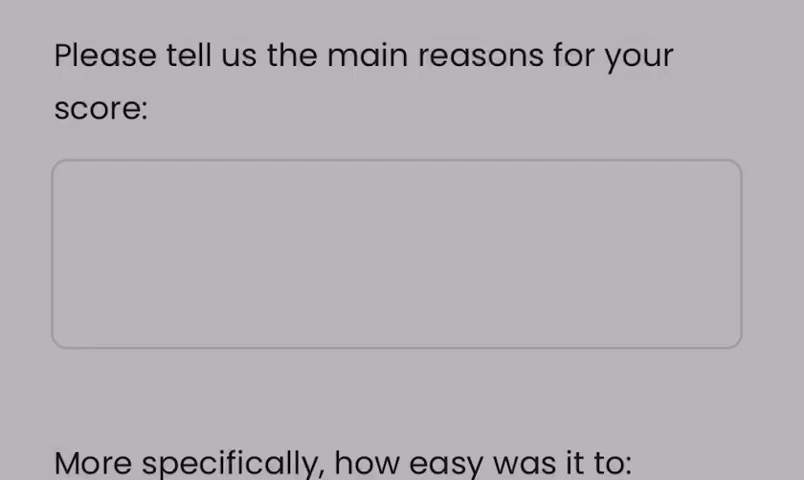 Please tell us the main reasons for your
score:
More specifically, how easy was it to: